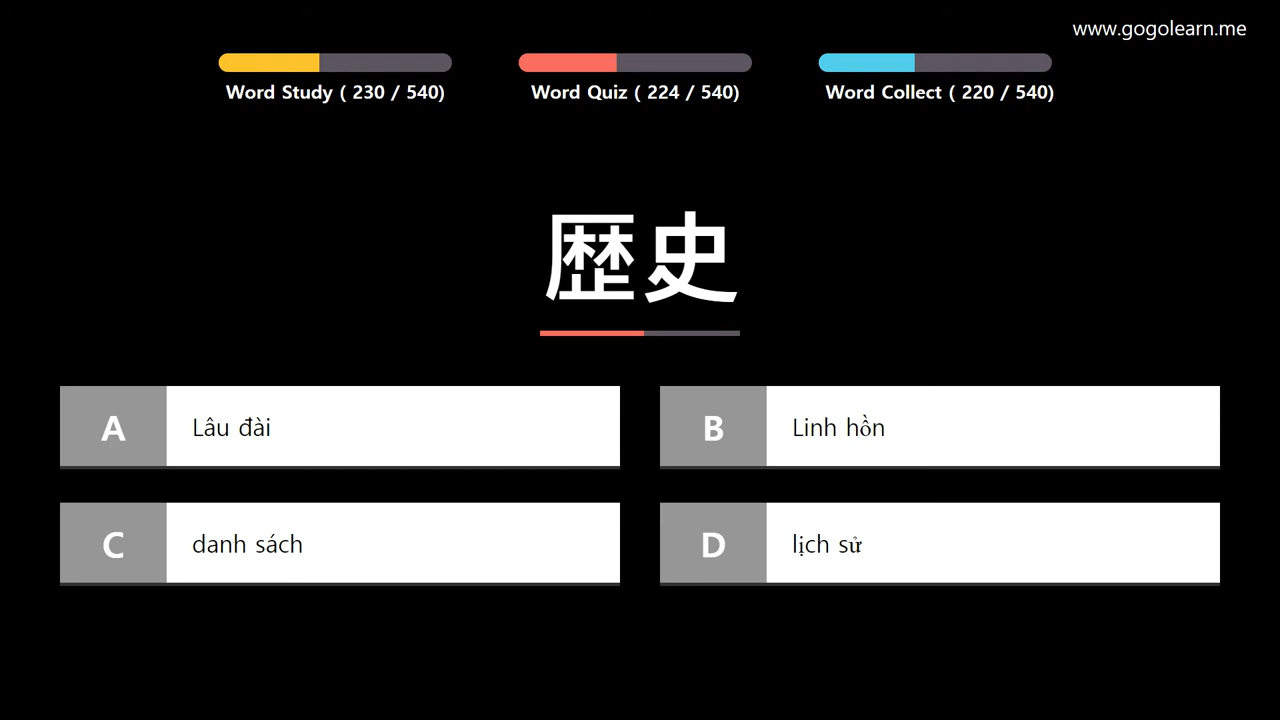 www.gogolearn.me
Word Study ( 230 / 540)
Word Quiz ( 224 / 540)
Word Collect ( 220 / 540)
歴史
A
Lâu đài
B
Linh hồn
C
danh sách
D
lịch sử